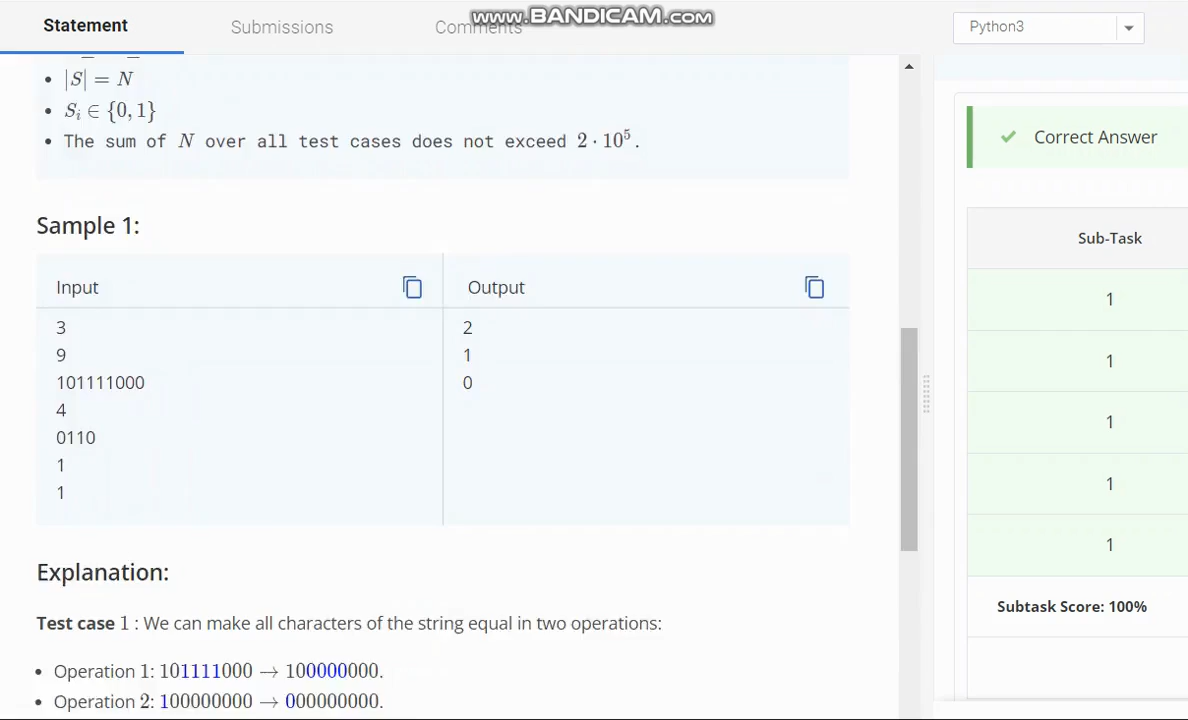 www.BANDICAM.com
Statement
Submissions
Comments
Python3
|S| = N
Sᵢ ∈ {0, 1}
The sum of N over all test cases does not exceed 2 · 10⁵.
Correct Answer
Sample 1:
Sub-Task
Input
Output
3
9
101111000
4
0110
1
1
2
1
0
1
1
1
1
1
Subtask Score: 100%
Explanation:
Test case 1 : We can make all characters of the string equal in two operations:
Operation 1: 101111000 → 100000000.
Operation 2: 100000000 → 000000000.